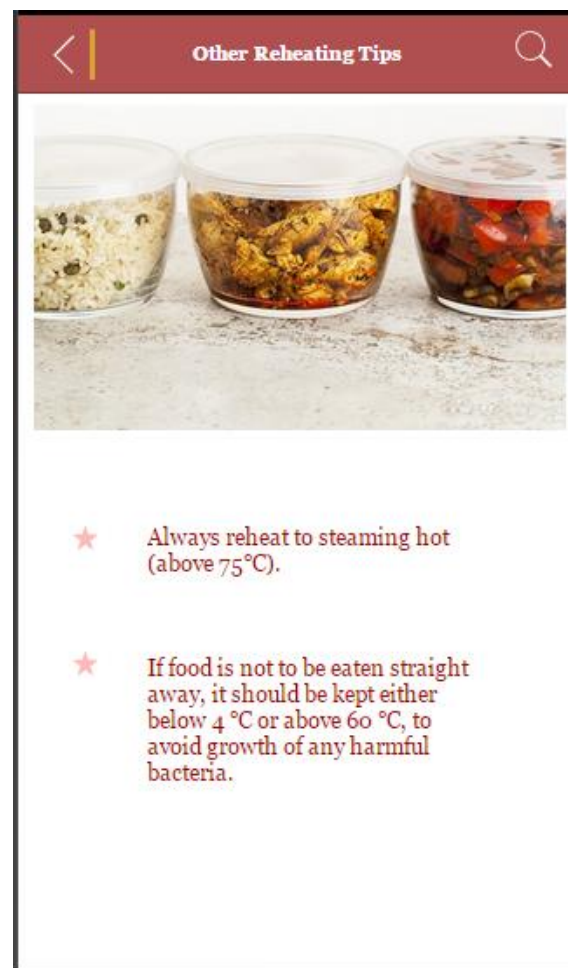 Other Reheating Tips
Always reheat to steaming hot
(above 75°C).
If food is not to be eaten straight
away, it should be kept either
below 4 °C or above 60 °C, to
avoid growth of any harmful
bacteria.